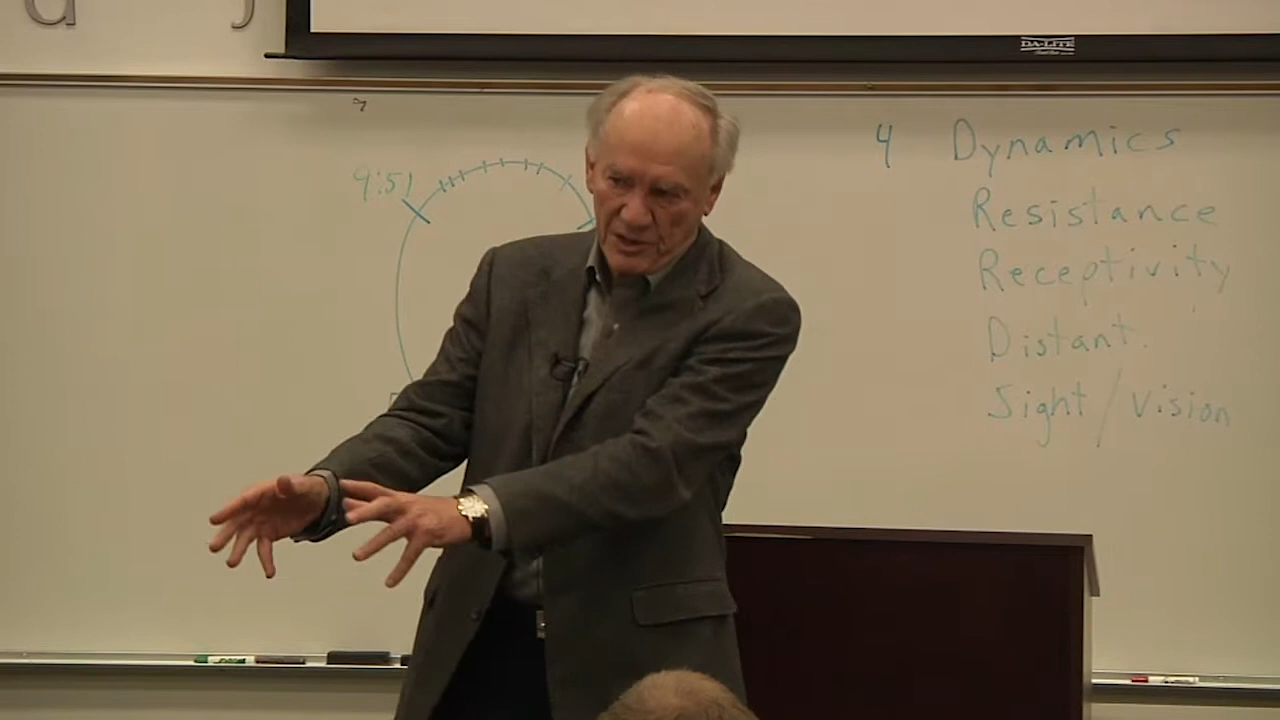 DA-LITE
9:51
4 Dynamics
Resistance
Receptivity
Distant.
Sight / Vision